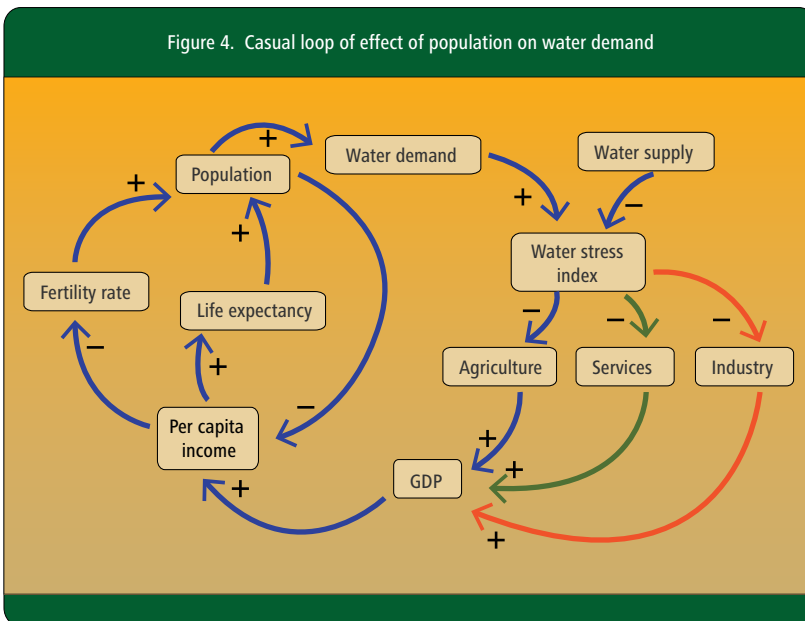 Figure 4. Casual loop of effect of population on water demand
+
Water demand
Water supply
Population
+
+
−
+
Water stress
index
Fertility rate
Life expectancy
−
−
−
−
+
Agriculture
Services
Industry
−
Per capita
income
+
+
GDP
+
+